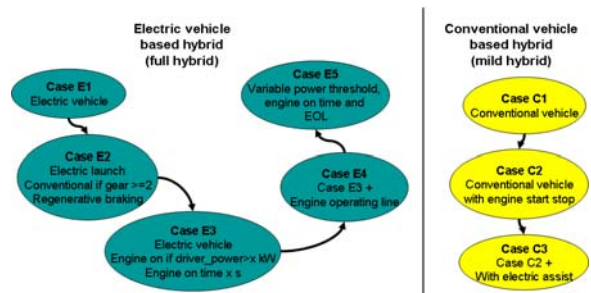 Electric vehicle
based hybrid
(full hybrid)
Case E1
Electric vehicle
Case E2
Electric launch
Conventional if gear >=2
Regenerative braking
Case E3
Electric vehicle
Engine on if driver_power>x kW
Engine on time x s
Case E4
Case E3 +
Engine operating line
Case E5
Variable power threshold,
engine on time and
EOL
Conventional vehicle
based hybrid
(mild hybrid)
Case C1
Conventional vehicle
Case C2
Conventional vehicle
with engine start stop
Case C3
Case C2 +
With electric assist